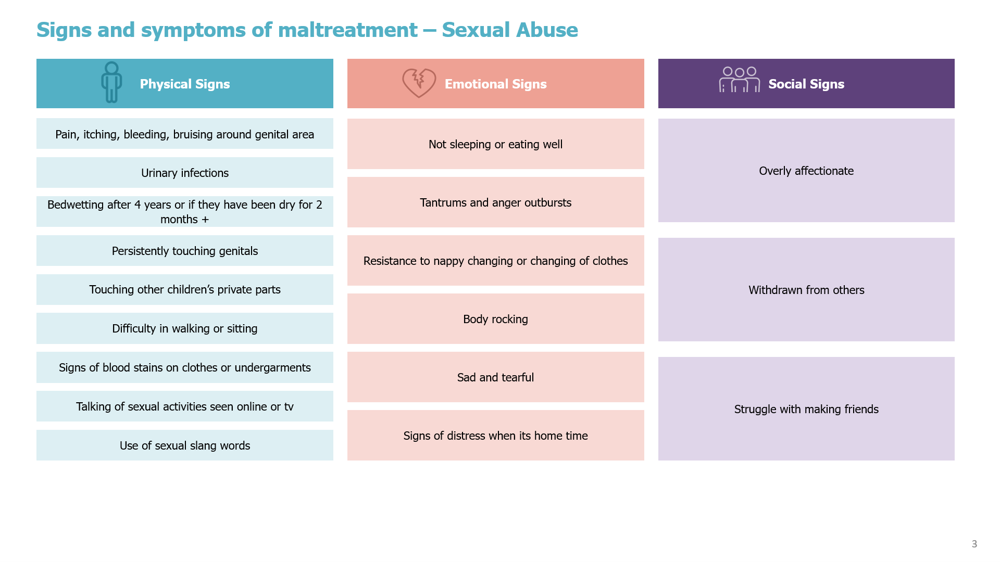 Signs and symptoms of maltreatment – Sexual Abuse
Physical Signs
Pain, itching, bleeding, bruising around genital area
Urinary infections
Bedwetting after 4 years or if they have been dry for 2
months +
Persistently touching genitals
Touching other children’s private parts
Difficulty in walking or sitting
Signs of blood stains on clothes or undergarments
Talking of sexual activities seen online or tv
Use of sexual slang words
Emotional Signs
Not sleeping or eating well
Tantrums and anger outbursts
Resistance to nappy changing or changing of clothes
Body rocking
Sad and tearful
Signs of distress when its home time
Social Signs
Overly affectionate
Withdrawn from others
Struggle with making friends
3